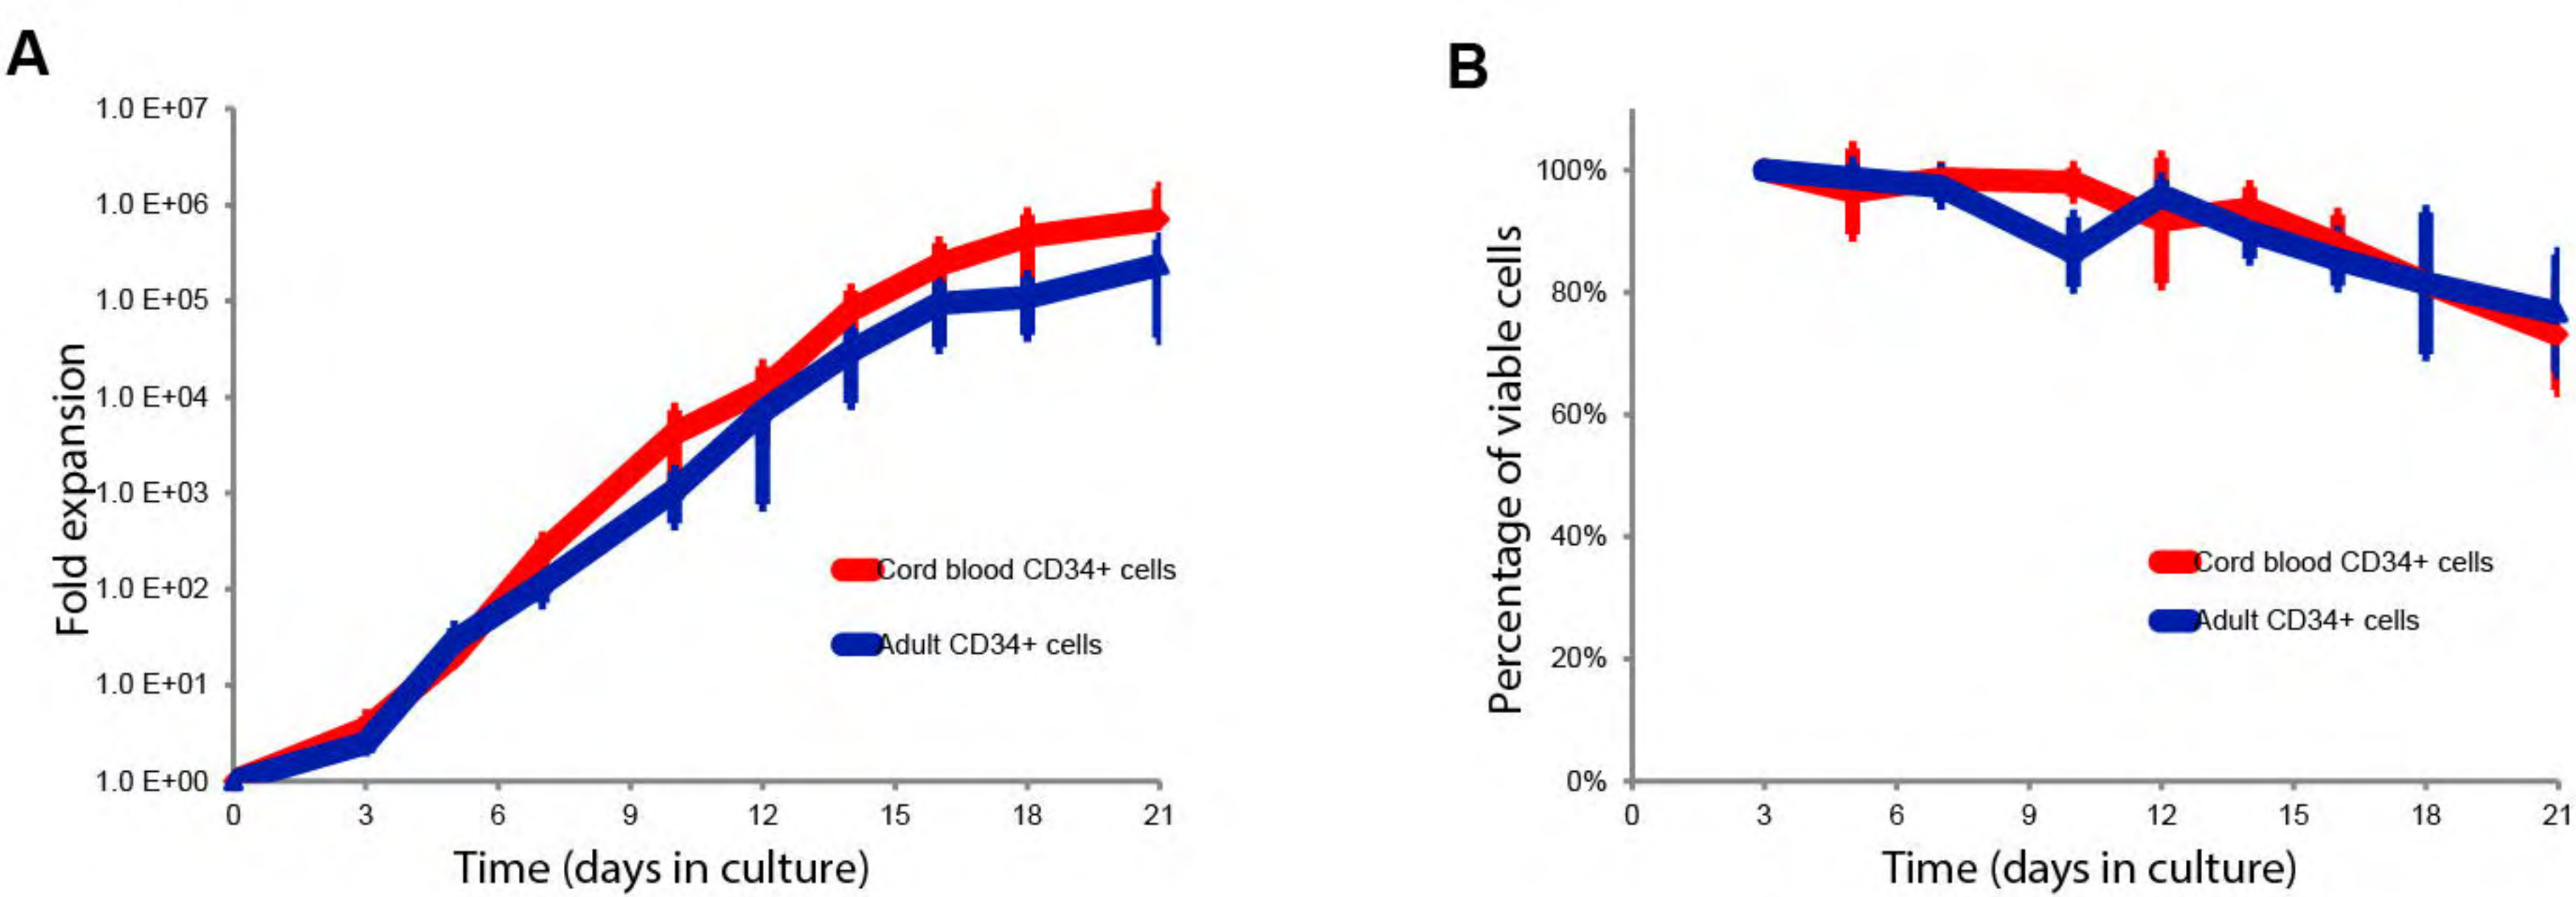 A
Fold expansion
1.0 E+07
1.0 E+06
1.0 E+05
1.0 E+04
1.0 E+03
1.0 E+02
1.0 E+01
1.0 E+00
0 3 6 9 12 15 18 21
Time (days in culture)
Cord blood CD34+ cells
Adult CD34+ cells
B
Percentage of viable cells
100%
80%
60%
40%
20%
0%
0 3 6 9 12 15 18 21
Time (days in culture)
Cord blood CD34+ cells
Adult CD34+ cells